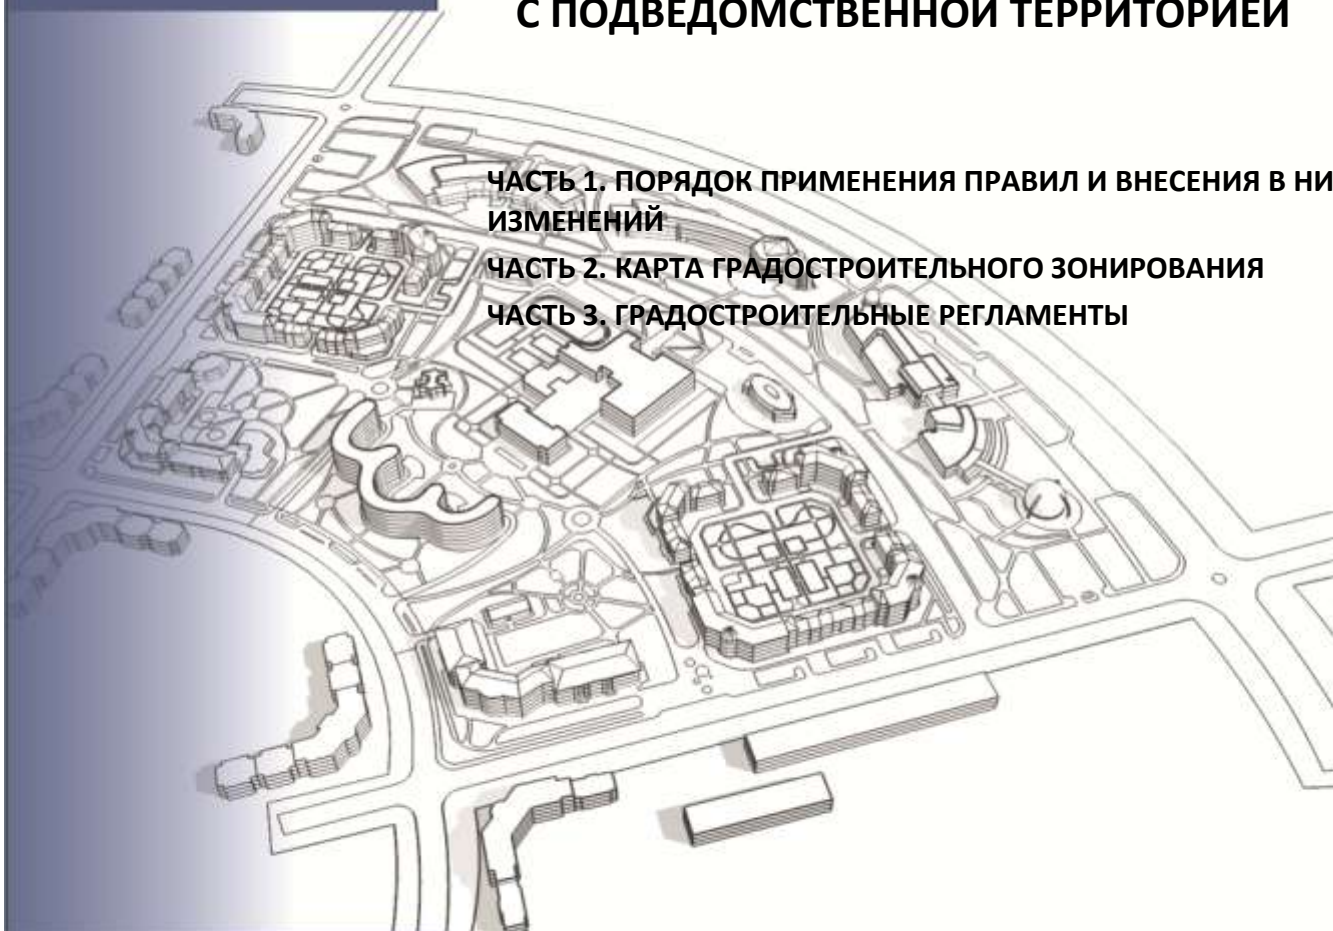 С ПОДВЕДОМСТВЕННОЙ ТЕРРИТОРИЕЙ
ЧАСТЬ 1. ПОРЯДОК ПРИМЕНЕНИЯ ПРАВИЛ И ВНЕСЕНИЯ В НИ
ИЗМЕНЕНИЙ
ЧАСТЬ 2. КАРТА ГРАДОСТРОИТЕЛЬНОГО ЗОНИРОВАНИЯ
ЧАСТЬ 3. ГРАДОСТРОИТЕЛЬНЫЕ РЕГЛАМЕНТЫ